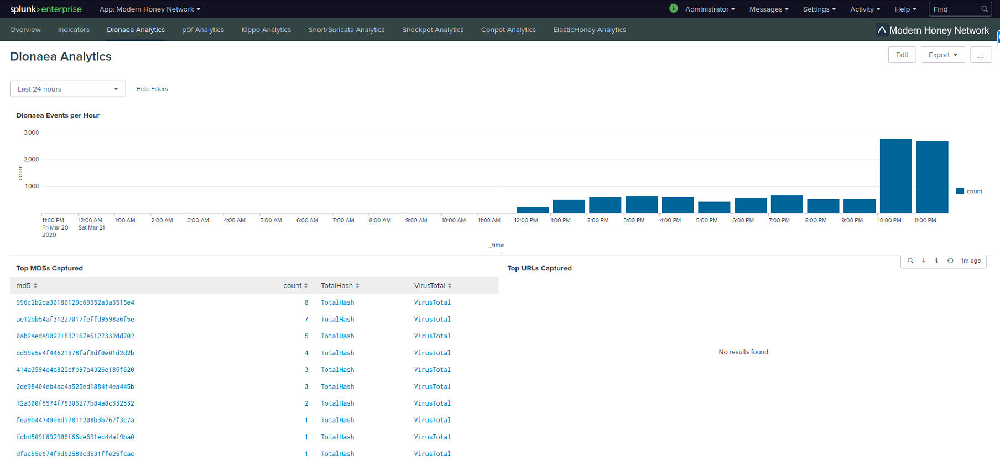 splunk>enterprise App: Modern Honey Network Administrator Messages Settings Activity Help Find
Overview Indicators Dionaea Analytics p0f Analytics Kippo Analytics Snort/Suricata Analytics Shockpot Analytics Conpot Analytics ElasticHoney Analytics Modern Honey Network
Dionaea Analytics
Edit Export ...
Last 24 hours Hide Filters
DIonaea Events per Hour
3,000
2,000
1,000
count
count
11:00 PM 12:00 AM 1:00 AM 2:00 AM 3:00 AM 4:00 AM 5:00 AM 6:00 AM 7:00 AM 8:00 AM 9:00 AM 10:00 AM 11:00 AM 12:00 PM 1:00 PM 2:00 PM 3:00 PM 4:00 PM 5:00 PM 6:00 PM 7:00 PM 8:00 PM 9:00 PM 10:00 PM 11:00 PM
Fri Mar 20 Sat Mar 21
2020
_time
1m ago
Top MD5s Captured
md5 count TotalHash VirusTotal
996c2b2ca30180129c69352a3a3515e4 8 TotalHash VirusTotal
ae12bb54af31227017feffd9598a6f5e 7 TotalHash VirusTotal
0ab2aeda90221832167e5127332dd702 5 TotalHash VirusTotal
cd99e5e4f44621978faf8df0e01d2d2b 4 TotalHash VirusTotal
414a3594e4a822cfb97a4326e185f620 3 TotalHash VirusTotal
2de98404eb4ac4a525ed1884f4ea445b 3 TotalHash VirusTotal
72a300f8574f78906277b84a8c332532 2 TotalHash VirusTotal
fea9b44749e6d17811208b3b767f3c7a 1 TotalHash VirusTotal
fdbd509f892906f66ce691ec44af9ba0 1 TotalHash VirusTotal
dfac55e674f9d62589cd531ffe25fcac 1 TotalHash VirusTotal
Top URLs Captured
No results found.